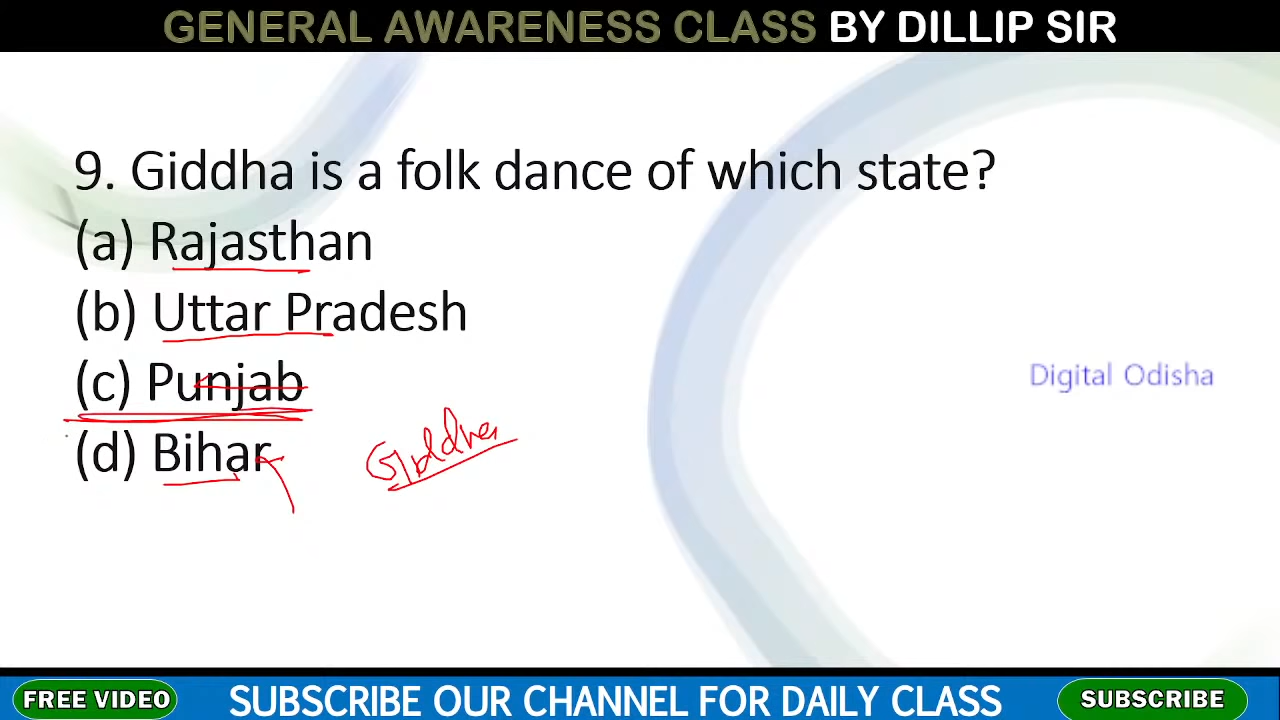 GENERAL AWARENESS CLASS BY DILLIP SIR
9. Giddha is a folk dance of which state?
(a) Rajasthan
(b) Uttar Pradesh
(c) Punjab
Digital Odisha
(d) Bihar
Giddha
FREE VIDEO SUBSCRIBE OUR CHANNEL FOR DAILY CLASS SUBSCRIBE